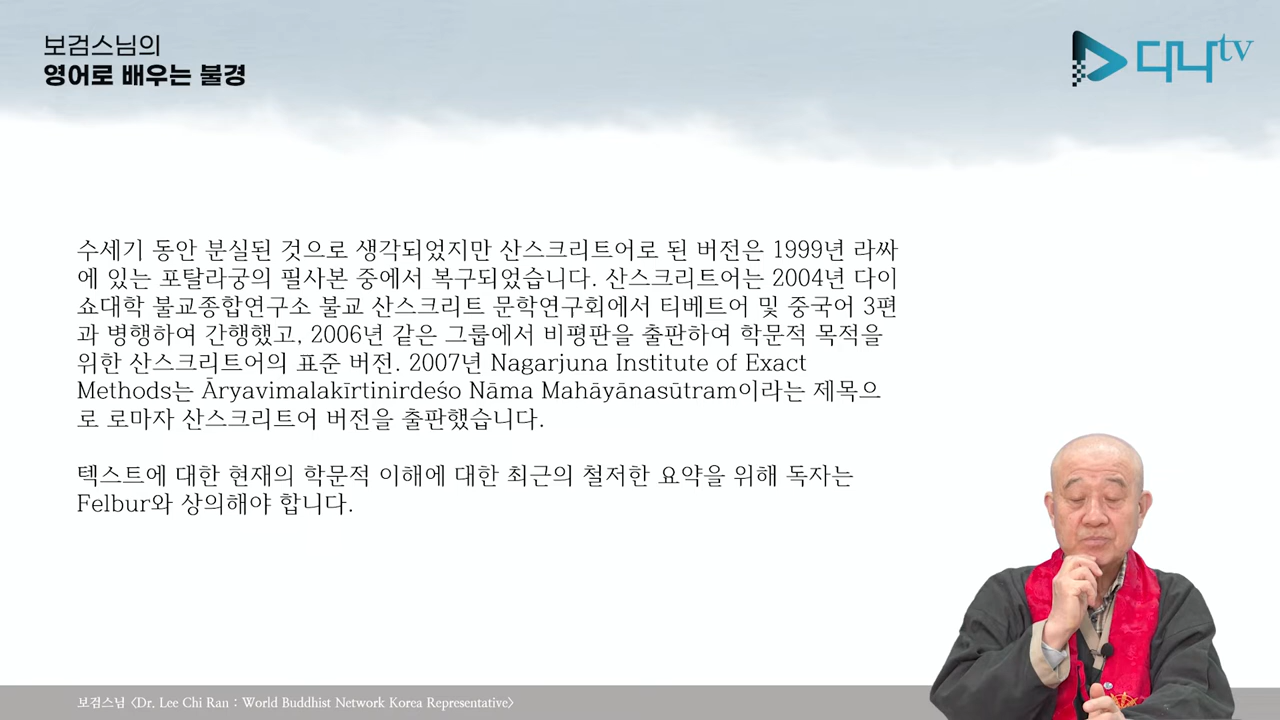 보검스님의
영어로 배우는 불경
다나tv
수세기 동안 분실된 것으로 생각되었지만 산스크리트어로 된 버전은 1999년 라싸
에 있는 포탈라궁의 필사본 중에서 복구되었습니다. 산스크리트어는 2004년 다이
쇼대학 불교종합연구소 불교 산스크리트 문학연구회에서 티베트어 및 중국어 3편
과 병행하여 간행했고, 2006년 같은 그룹에서 비평판을 출판하여 학문적 목적을
위한 산스크리트어의 표준 버전. 2007년 Nagarjuna Institute of Exact
Methods는 Āryavimalakīrtinirdeśo Nāma Mahāyānasūtram이라는 제목으
로 로마자 산스크리트어 버전을 출판했습니다.
텍스트에 대한 현재의 학문적 이해에 대한 최근의 철저한 요약을 위해 독자는
Felbur와 상의해야 합니다.
보검스님 <Dr. Lee Chi Ran : World Buddhist Network Korea Representative>